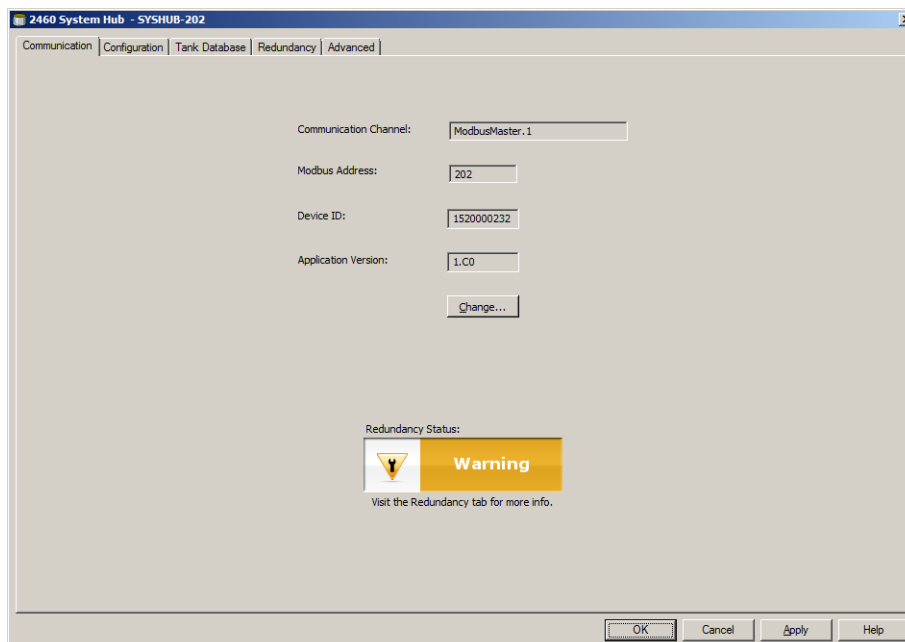 2460 System Hub - SYSHUB-202
Communication Configuration Tank Database Redundancy Advanced
Communication Channel: ModbusMaster.1
Modbus Address: 202
Device ID: 1520000232
Application Version: 1.C0
Change...
Redundancy Status:
Warning
Visit the Redundancy tab for more info.
OK Cancel Apply Help